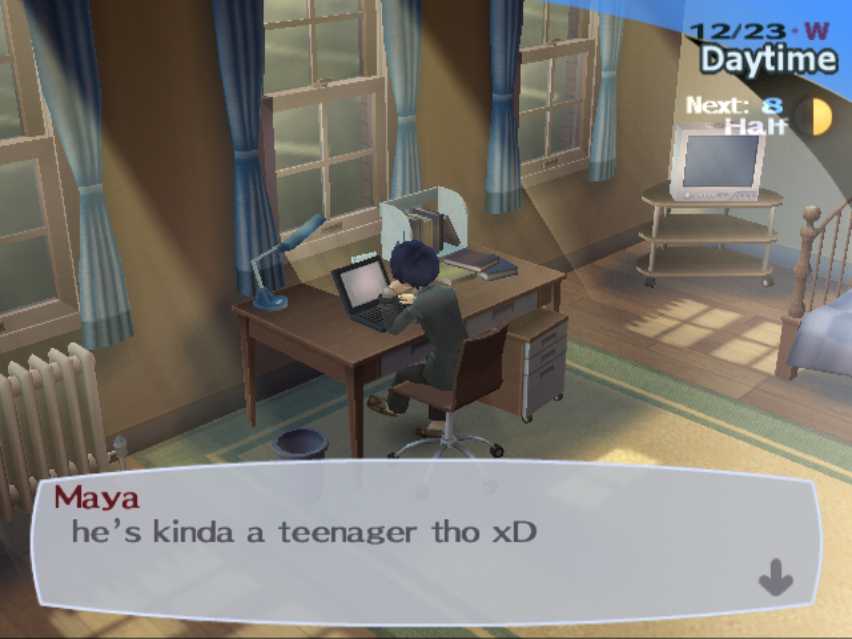 12/23・W
Daytime
Next: 8
Half
Maya
he's kinda a teenager tho xD